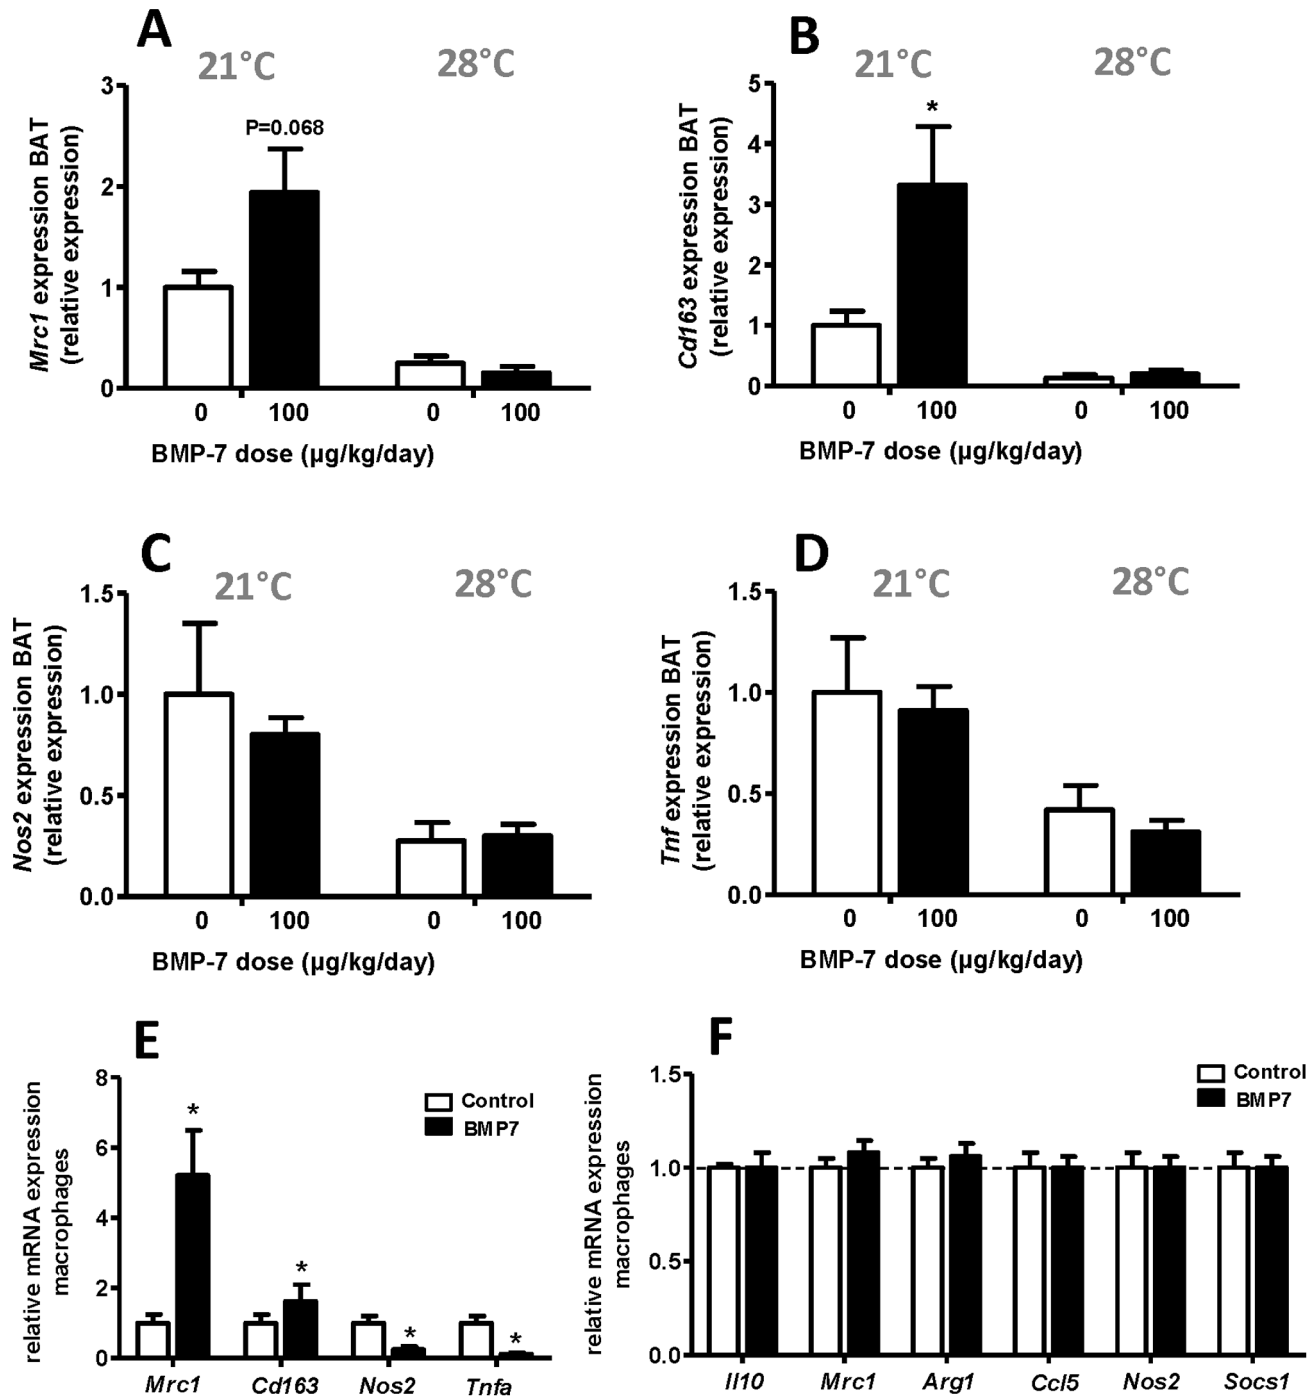 A
21°C 28°C
Mrc1 expression BAT
(relative expression)
3
2
1
0
P=0.068
0 100 0 100
BMP-7 dose (µg/kg/day)
B
21°C 28°C
Cd163 expression BAT
(relative expression)
5
4
3
2
1
0
*
0 100 0 100
BMP-7 dose (µg/kg/day)
C
21°C 28°C
Nos2 expression BAT
(relative expression)
1.5
1.0
0.5
0.0
0 100 0 100
BMP-7 dose (µg/kg/day)
D
21°C 28°C
Tnf expression BAT
(relative expression)
1.5
1.0
0.5
0.0
0 100 0 100
BMP-7 dose (µg/kg/day)
E
relative mRNA expression
macrophages
8
6
4
2
0
Control
BMP7
* * * *
Mrc1 Cd163 Nos2 Tnfa
F
relative mRNA expression
macrophages
1.5
1.0
0.5
0.0
Control
BMP7
Il10 Mrc1 Arg1 Ccl5 Nos2 Socs1